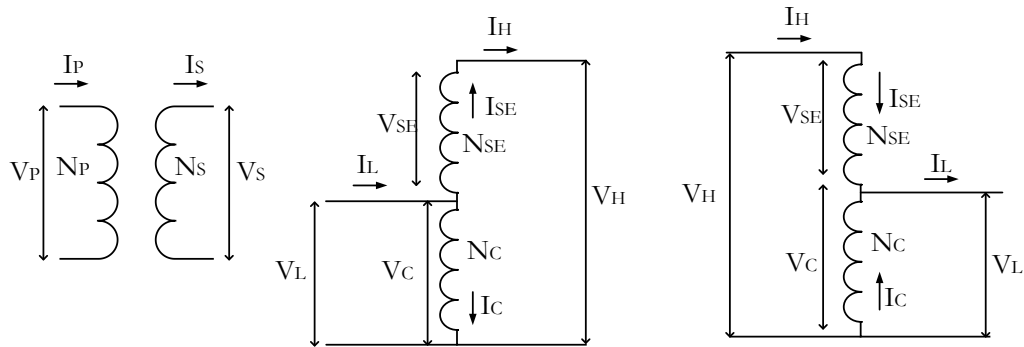 IP
IS
VP
NP
NS
VS
IH
VSE
ISE
NSE
IL
VH
NC
VL
VC
IC
IH
ISE
VSE
NSE
IL
VH
NC
VC
VL
IC